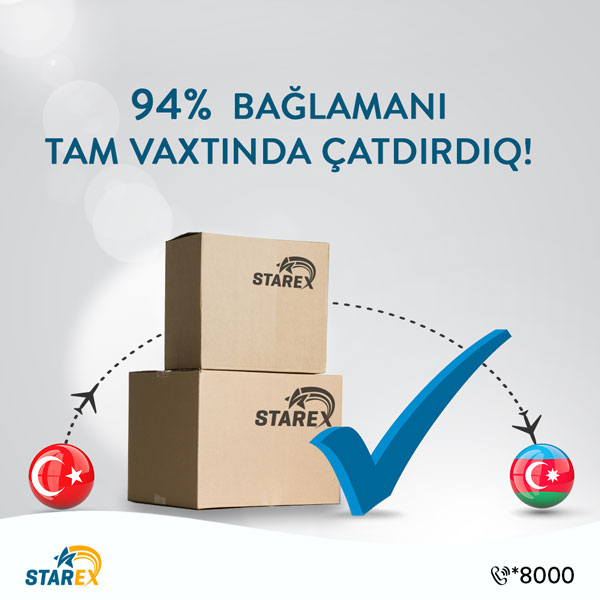 94% BAĞLAMANI
TAM VAXTINDA ÇATDIRDIQ!
STAREX
STAREX
STAREX
*8000